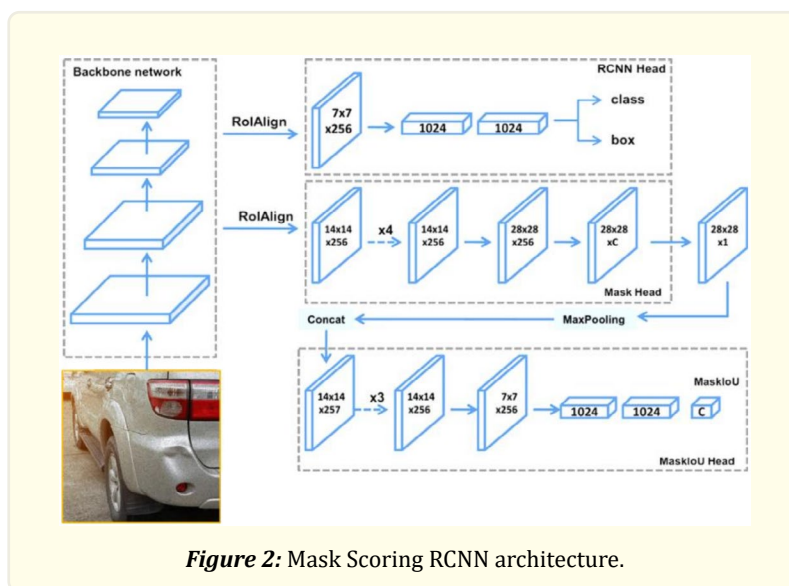 Backbone network
RoIAlign
RCNN Head
7x7
x256
1024
1024
class
box
RoIAlign
14x14
x256
x4
14x14
x256
28x28
x256
28x28
xC
28x28
x1
Mask Head
Concat
MaxPooling
14x14
x257
x3
14x14
x256
7x7
x256
1024
1024
MaskIoU
C
MaskIoU Head
Figure 2: Mask Scoring RCNN architecture.